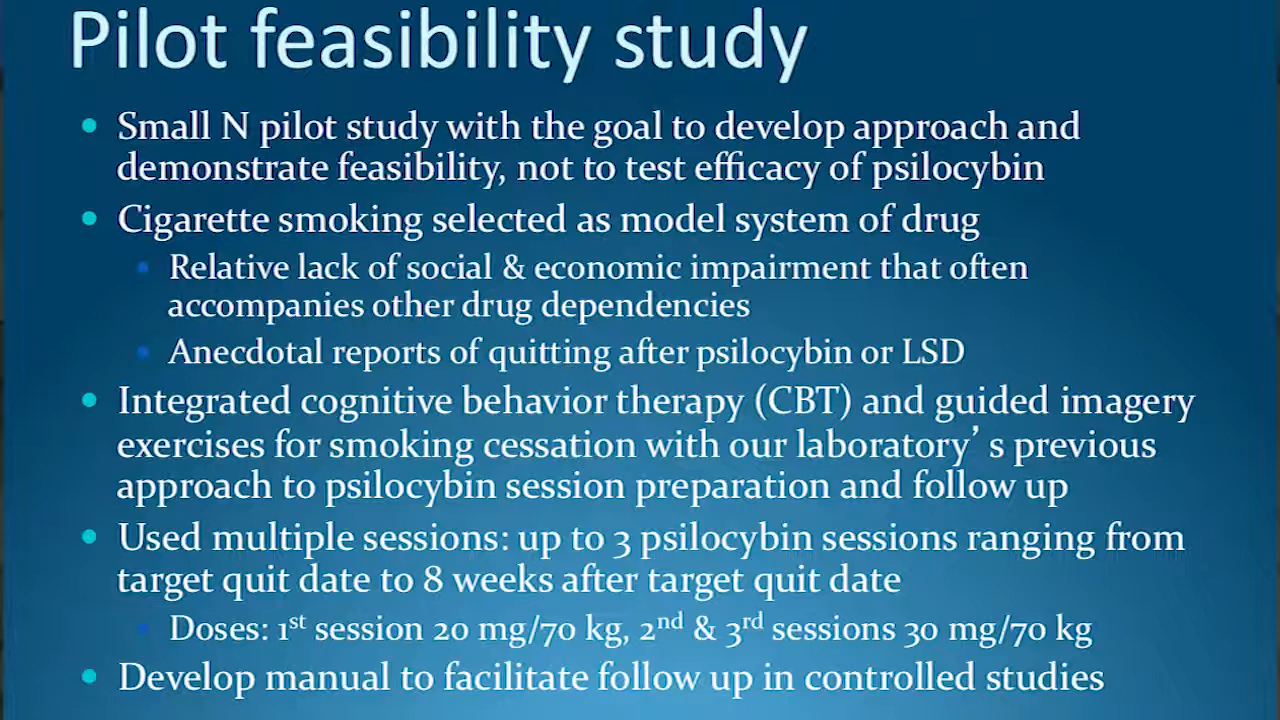 Pilot feasibility study
• Small N pilot study with the goal to develop approach and
demonstrate feasibility, not to test efficacy of psilocybin
• Cigarette smoking selected as model system of drug
• Relative lack of social & economic impairment that often
accompanies other drug dependencies
• Anecdotal reports of quitting after psilocybin or LSD
• Integrated cognitive behavior therapy (CBT) and guided imagery
exercises for smoking cessation with our laboratory’ s previous
approach to psilocybin session preparation and follow up
• Used multiple sessions: up to 3 psilocybin sessions ranging from
target quit date to 8 weeks after target quit date
• Doses: 1st session 20 mg/70 kg, 2nd & 3rd sessions 30 mg/70 kg
• Develop manual to facilitate follow up in controlled studies